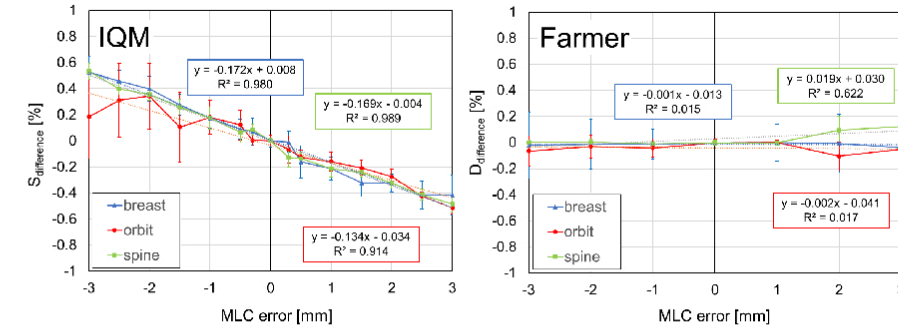 IQM
S difference [%]
1
0.8
0.6
0.4
0.2
0
-0.2
-0.4
-0.6
-0.8
-1
y = -0.172x + 0.008
R² = 0.980
y = -0.169x - 0.004
R² = 0.989
y = -0.134x - 0.034
R² = 0.914
breast
orbit
spine
-3 -2 -1 0 1 2 3
MLC error [mm]
Farmer
D difference [%]
1
0.8
0.6
0.4
0.2
0
-0.2
-0.4
-0.6
-0.8
-1
y = -0.001x - 0.013
R² = 0.015
y = 0.019x + 0.030
R² = 0.622
y = -0.002x - 0.041
R² = 0.017
breast
orbit
spine
-3 -2 -1 0 1 2 3
MLC error [mm]